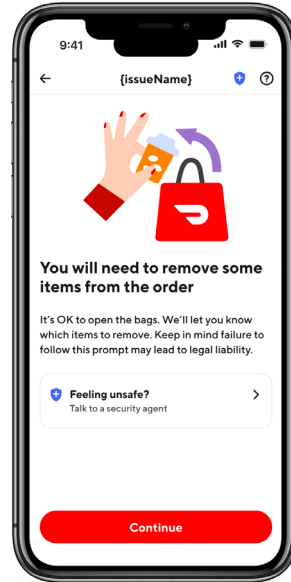 9:41
{issueName}
You will need to remove some
items from the order
It's OK to open the bags. We'll let you know
which items to remove. Keep in mind failure to
follow this prompt may lead to legal liability.
Feeling unsafe?
Talk to a security agent
Continue